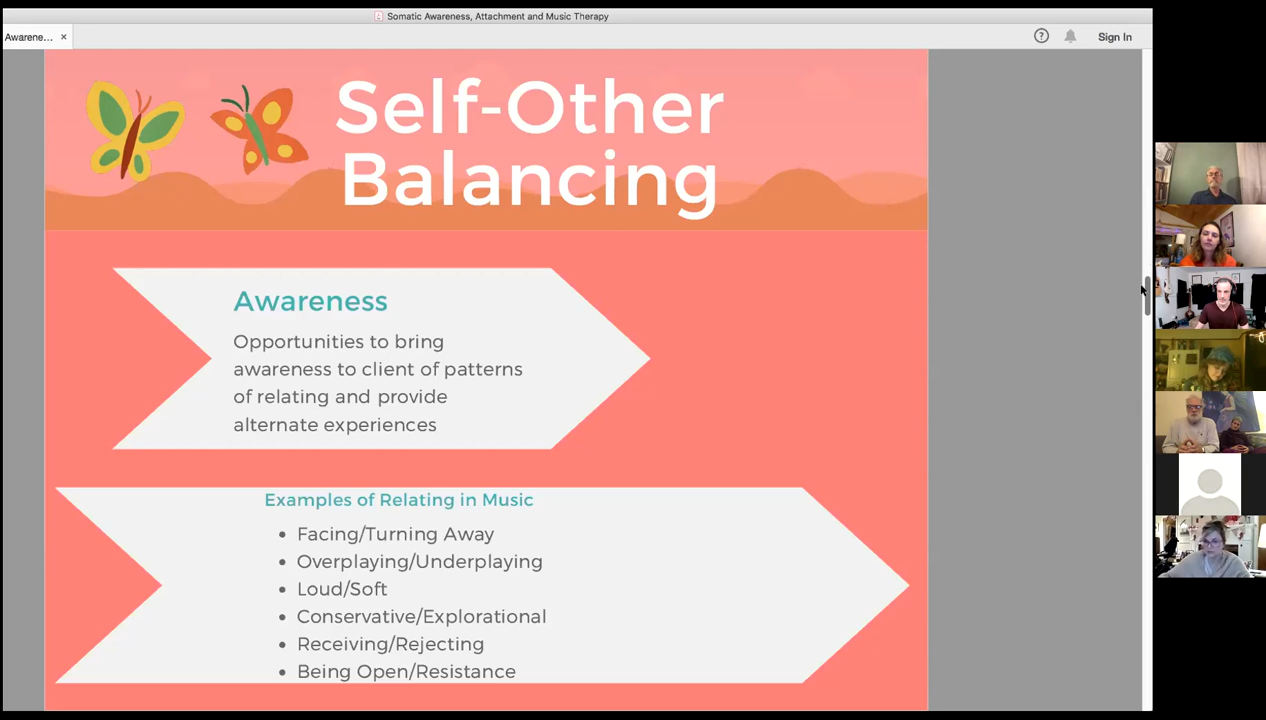 Somatic Awareness, Attachment and Music Therapy
Awarene...
Sign In
Self-Other
Balancing
Awareness
Opportunities to bring
awareness to client of patterns
of relating and provide
alternate experiences
Examples of Relating in Music
• Facing/Turning Away
• Overplaying/Underplaying
• Loud/Soft
• Conservative/Explorational
• Receiving/Rejecting
• Being Open/Resistance